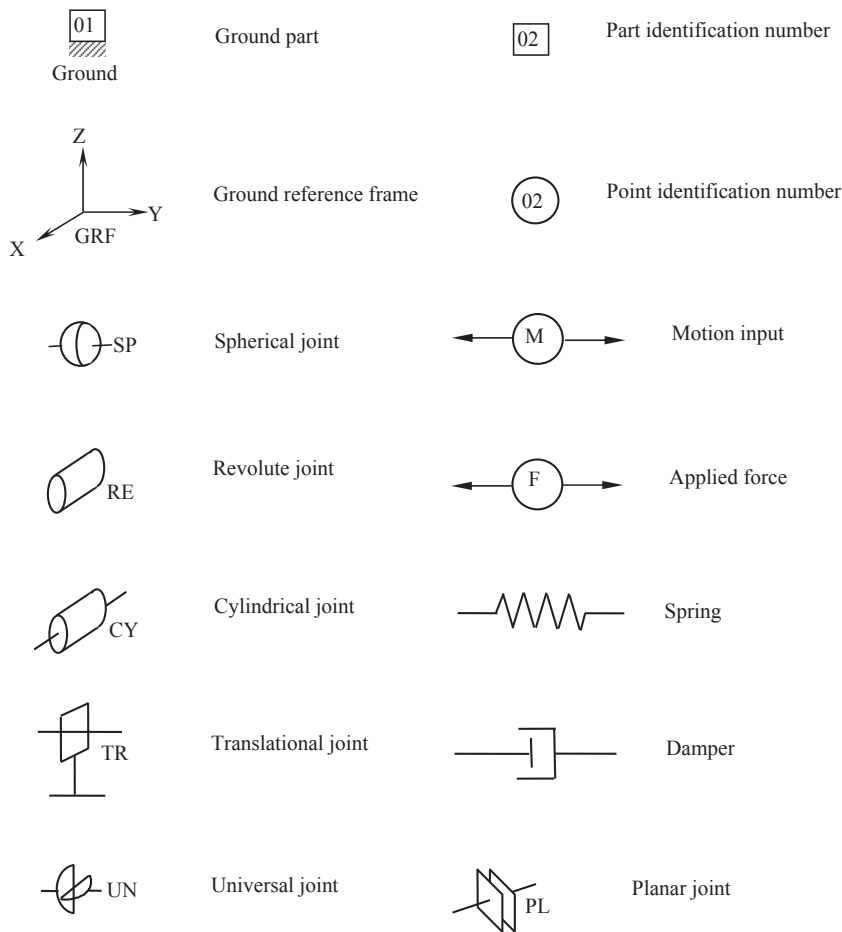 01
Ground
Ground part
02
Part identification number
Z
Y
X
GRF
Ground reference frame
02
Point identification number
SP
Spherical joint
M
Motion input
RE
Revolute joint
F
Applied force
CY
Cylindrical joint
Spring
TR
Translational joint
Damper
UN
Universal joint
PL
Planar joint